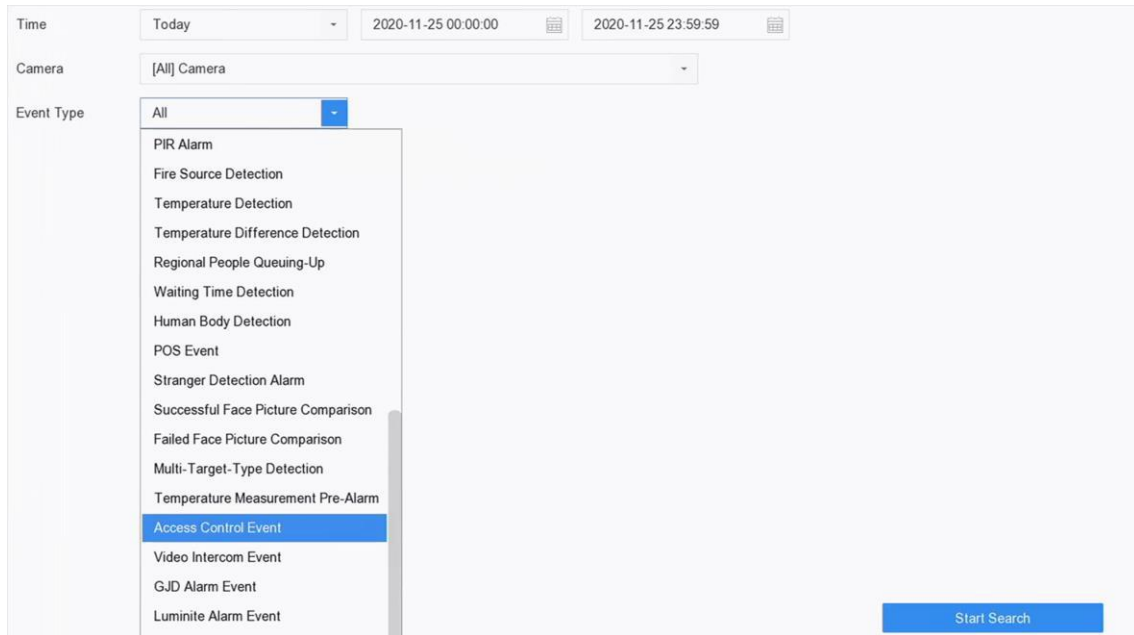 Time Today 2020-11-25 00:00:00 2020-11-25 23:59:59
Camera [All] Camera
Event Type All
PIR Alarm
Fire Source Detection
Temperature Detection
Temperature Difference Detection
Regional People Queuing-Up
Waiting Time Detection
Human Body Detection
POS Event
Stranger Detection Alarm
Successful Face Picture Comparison
Failed Face Picture Comparison
Multi-Target-Type Detection
Temperature Measurement Pre-Alarm
Access Control Event
Video Intercom Event
GJD Alarm Event
Luminite Alarm Event
Start Search